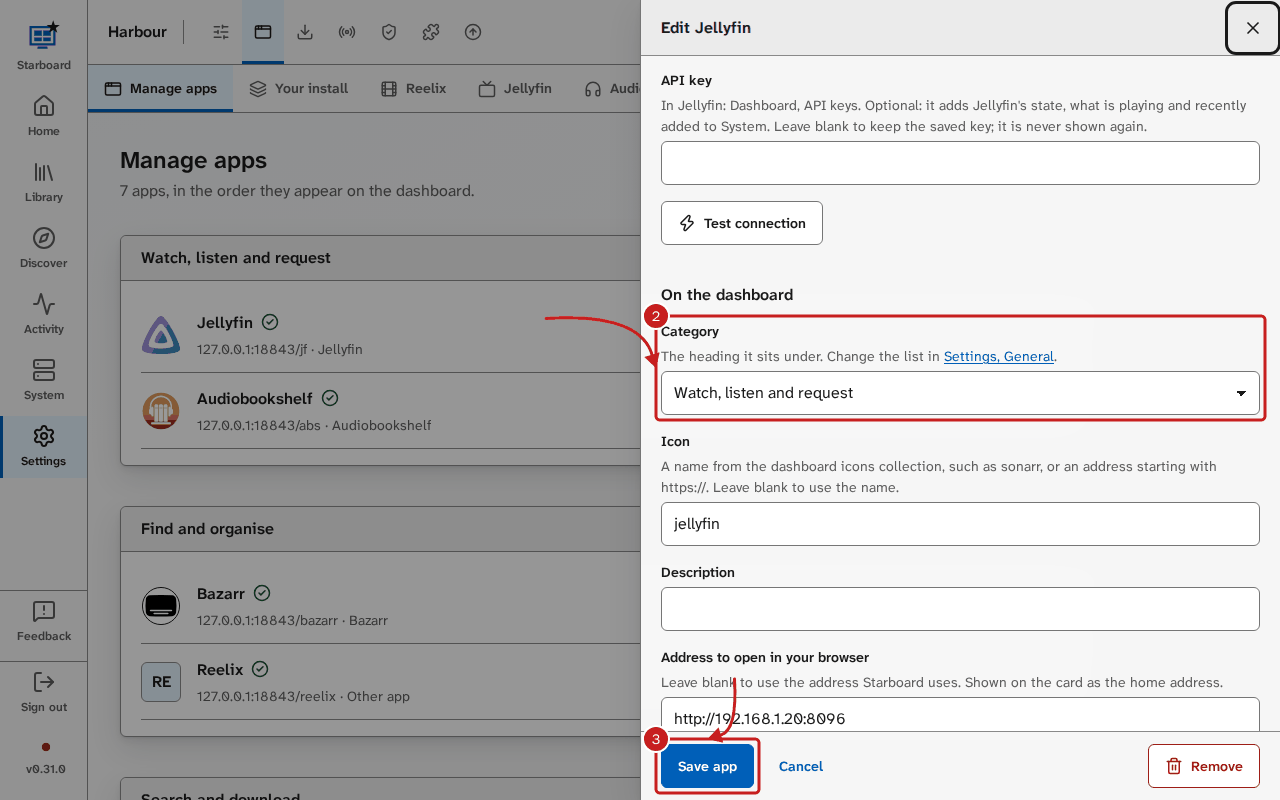 Starboard
Home
Library
Discover
Activity
System
Settings
Feedback
Sign out
v0.31.0
Harbour
Manage apps
Your install
Reelix
Jellyfin
Manage apps
7 apps, in the order they appear on the dashboard.
Watch, listen and request
Jellyfin
127.0.0.1:18843/jf · Jellyfin
Audiobookshelf
127.0.0.1:18843/abs · Audiobookshelf
Find and organise
Bazarr
127.0.0.1:18843/bazarr · Bazarr
RE
Reelix
127.0.0.1:18843/reelix · Other app
Search and download
Edit Jellyfin
API key
In Jellyfin: Dashboard, API keys. Optional: it adds Jellyfin's state, what is playing and recently
added to System. Leave blank to keep the saved key; it is never shown again.
Test connection
On the dashboard
2
Category
The heading it sits under. Change the list in Settings, General.
Watch, listen and request
Icon
A name from the dashboard icons collection, such as sonarr, or an address starting with
https://. Leave blank to use the name.
jellyfin
Description
Address to open in your browser
Leave blank to use the address Starboard uses. Shown on the card as the home address.
http://192.168.1.20:8096
3
Save app
Cancel
Remove